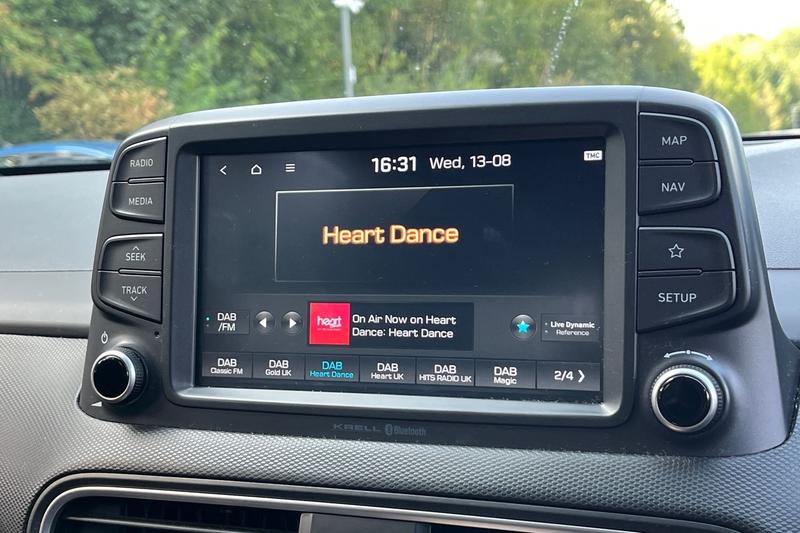 16:31 Wed, 13-08
TMC
RADIO
MEDIA
SEEK
TRACK
MAP
NAV
SETUP
Heart Dance
DAB
/FM
heart
On Air Now on Heart
Dance: Heart Dance
Live Dynamic
Reference
DAB
Classic FM
DAB
Gold UK
DAB
Heart Dance
DAB
Heart UK
DAB
HITS RADIO UK
DAB
Magic
2/4
KRELL Bluetooth